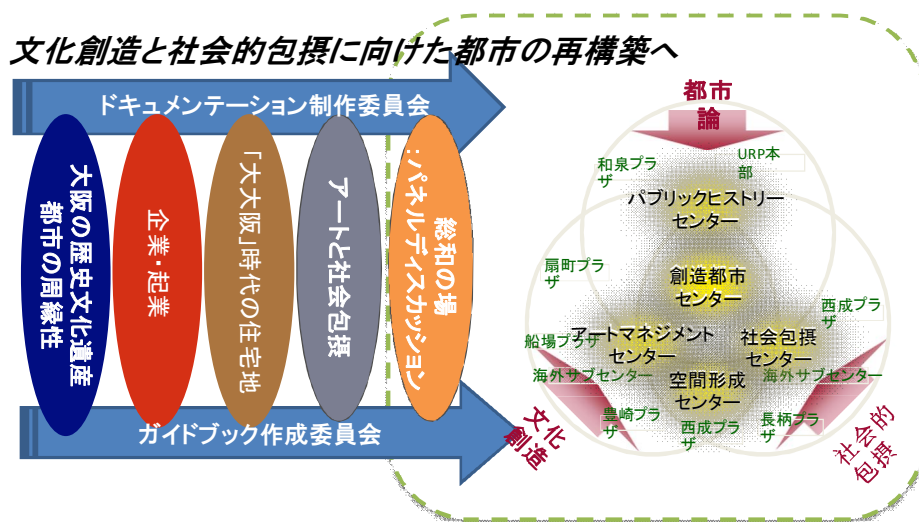 文化創造と社会的包摂に向けた都市の再構築へ
ドキュメンテーション制作委員会
大阪の歴史文化遺産
都市の周縁性
企業・起業
「大大阪」時代の住宅地
アートと社会包摂
総和の場
：パネルディスカッション
ガイドブック作成委員会
都市
論
和泉プラ
ザ
URP本
部
パブリックヒストリー
センター
扇町プラ
ザ
創造都市
センター
西成プラ
ザ
船場プラザ
アートマネジメント
センター
社会包摂
センター
海外サブセンター
空間形成
センター
海外サブセンター
豊崎プラ
ザ
西成プラ
ザ
長柄プラ
ザ
文化
創造
社会的
包摂